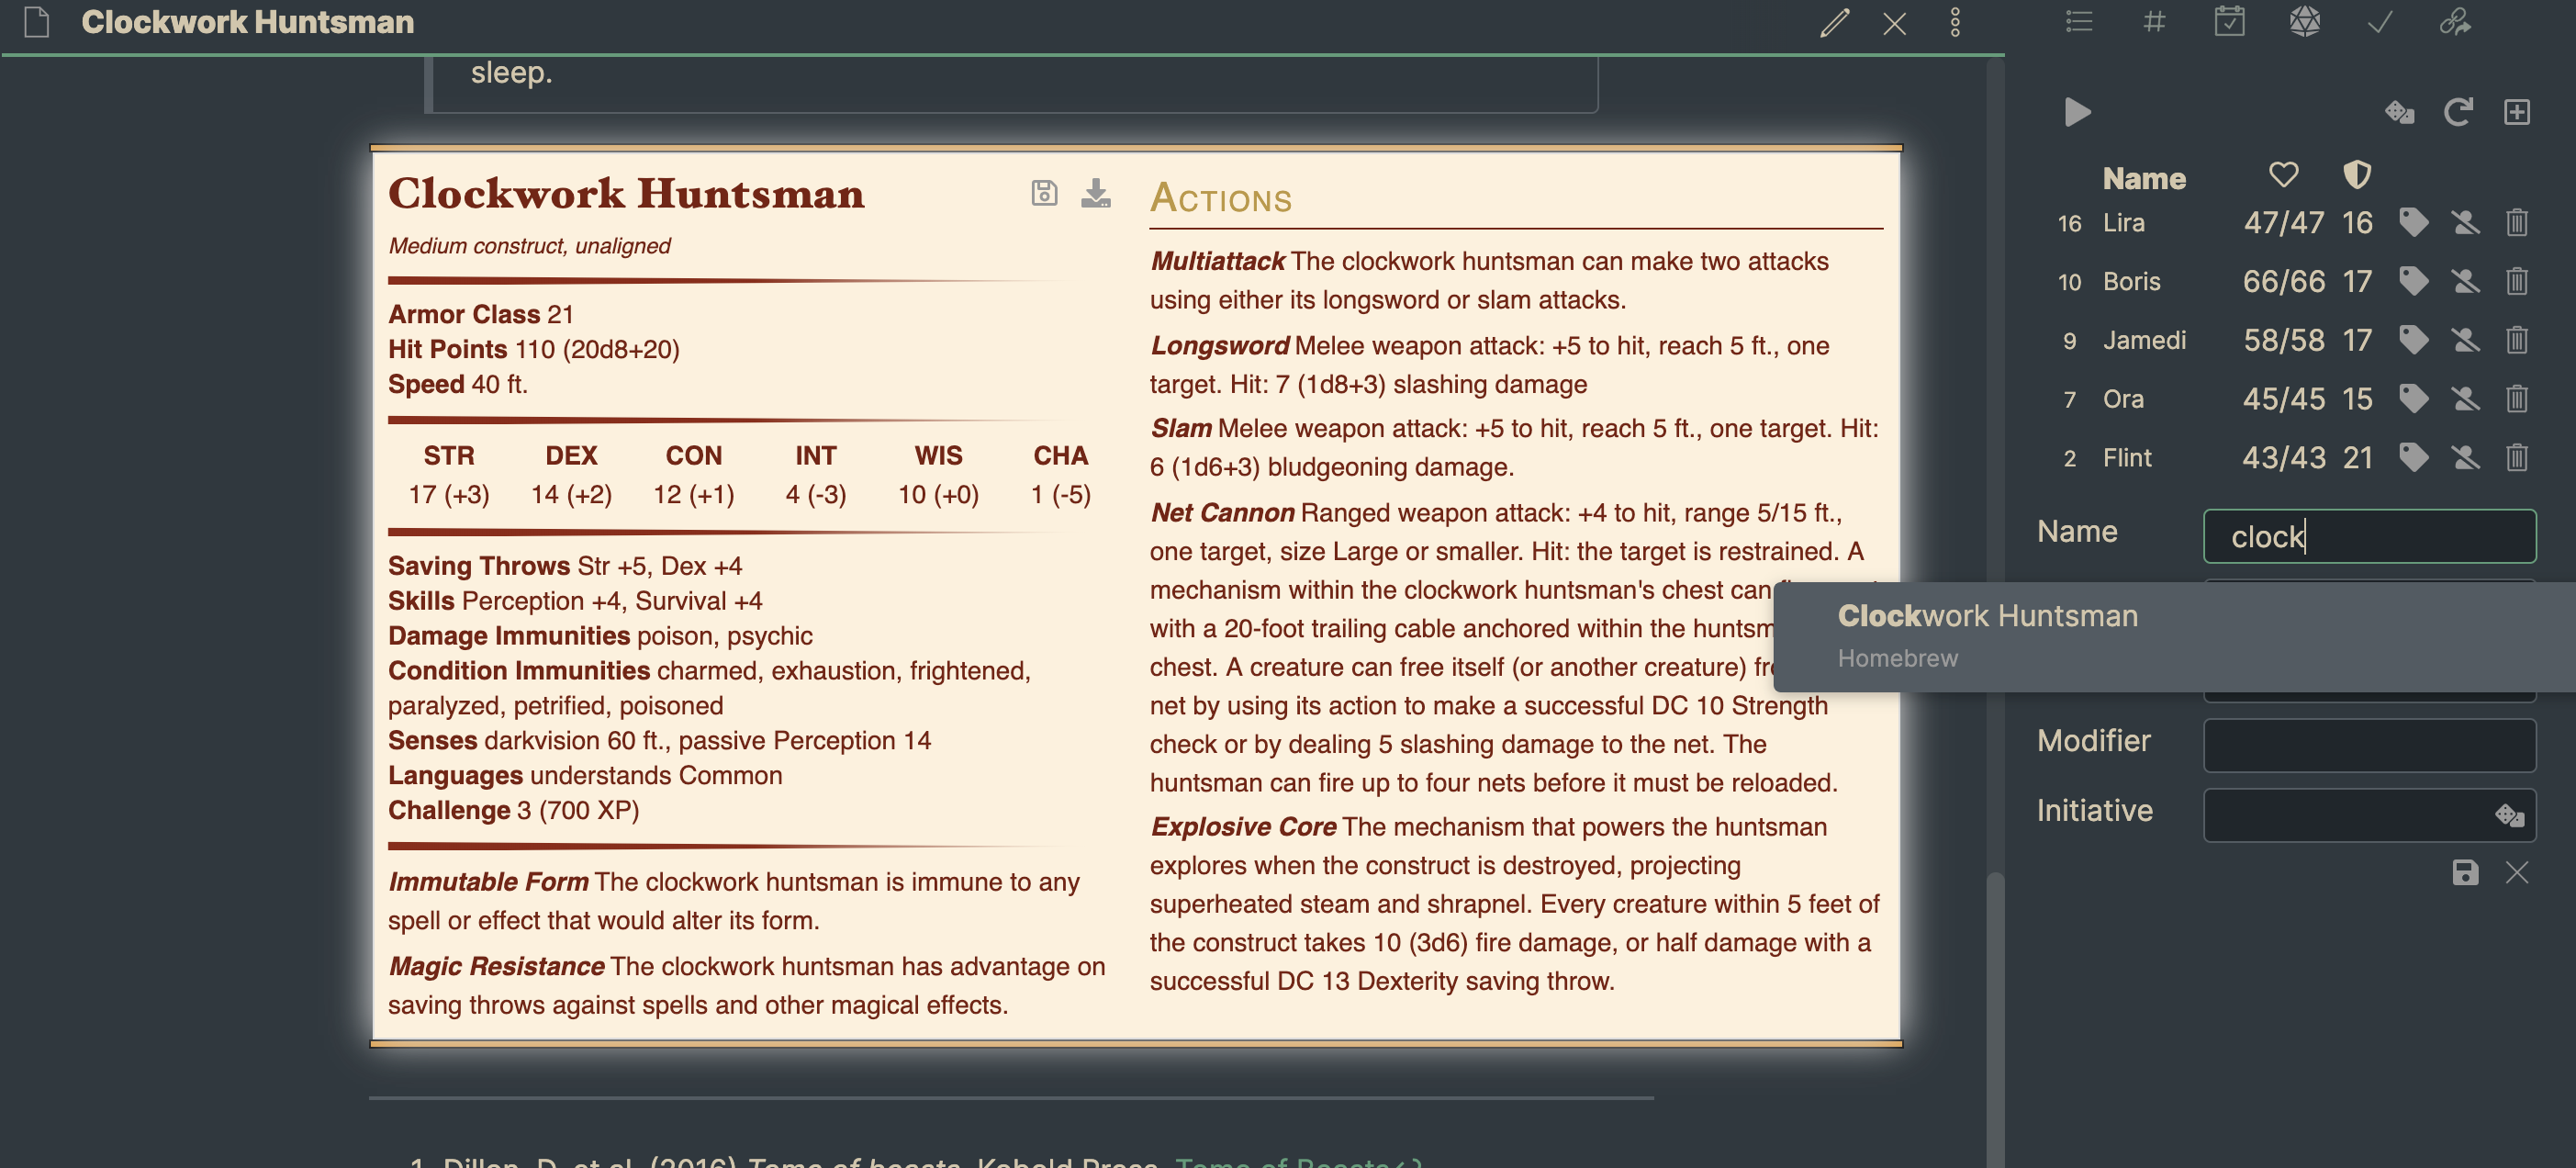 Clockwork Huntsman
sleep.
Clockwork Huntsman
Medium construct, unaligned
Armor Class 21
Hit Points 110 (20d8+20)
Speed 40 ft.
STR DEX CON INT WIS CHA
17 (+3) 14 (+2) 12 (+1) 4 (-3) 10 (+0) 1 (-5)
Saving Throws Str +5, Dex +4
Skills Perception +4, Survival +4
Damage Immunities poison, psychic
Condition Immunities charmed, exhaustion, frightened,
paralyzed, petrified, poisoned
Senses darkvision 60 ft., passive Perception 14
Languages understands Common
Challenge 3 (700 XP)
Immutable Form The clockwork huntsman is immune to any
spell or effect that would alter its form.
Magic Resistance The clockwork huntsman has advantage on
saving throws against spells and other magical effects.
Actions
Multiattack The clockwork huntsman can make two attacks
using either its longsword or slam attacks.
Longsword Melee weapon attack: +5 to hit, reach 5 ft., one
target. Hit: 7 (1d8+3) slashing damage
Slam Melee weapon attack: +5 to hit, reach 5 ft., one target. Hit:
6 (1d6+3) bludgeoning damage.
Net Cannon Ranged weapon attack: +4 to hit, range 5/15 ft.,
one target, size Large or smaller. Hit: the target is restrained. A
mechanism within the clockwork huntsman's chest can
with a 20-foot trailing cable anchored within the
chest. A creature can free itself (or another creature)
net by using its action to make a successful DC 10 Strength
check or by dealing 5 slashing damage to the net. The
huntsman can fire up to four nets before it must be reloaded.
Explosive Core The mechanism that powers the huntsman
explores when the construct is destroyed, projecting
superheated steam and shrapnel. Every creature within 5 feet of
the construct takes 10 (3d6) fire damage, or half damage with a
successful DC 13 Dexterity saving throw.
1. Dillon, D. et al. (2016) Tome of beasts. Kobold Press. Tome of Beasts
Name
16 Lira 47/47 16
10 Boris 66/66 17
9 Jamedi 58/58 17
7 Ora 45/45 15
2 Flint 43/43 21
Name clock
Clockwork Huntsman
Homebrew
Modifier
Initiative